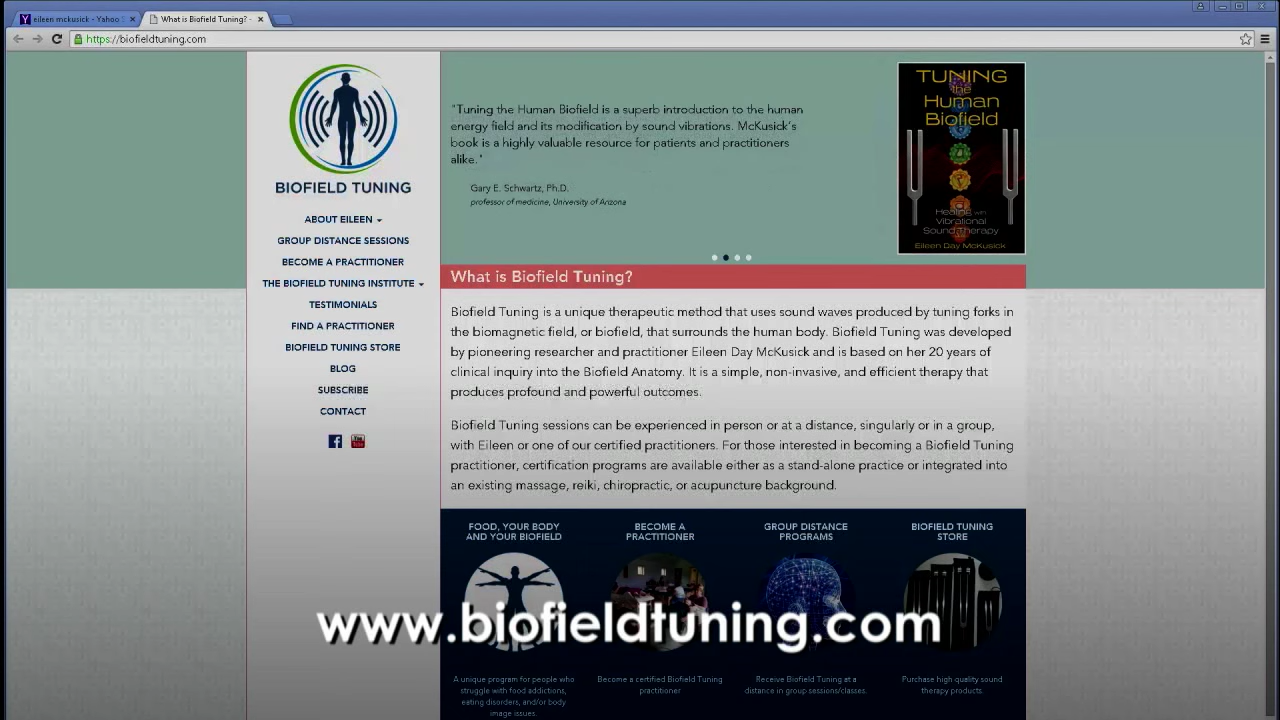 eileen mckusick - Yahoo
What is Biofield Tuning? -
https://biofieldtuning.com
BIOFIELD TUNING
ABOUT EILEEN
GROUP DISTANCE SESSIONS
BECOME A PRACTITIONER
THE BIOFIELD TUNING INSTITUTE
TESTIMONIALS
FIND A PRACTITIONER
BIOFIELD TUNING STORE
BLOG
SUBSCRIBE
CONTACT
"Tuning the Human Biofield is a superb introduction to the human
energy field and its modification by sound vibrations. McKusick's
book is a highly valuable resource for patients and practitioners
alike."
Gary E. Schwartz, Ph.D.
professor of medicine, University of Arizona
TUNING
the
Human
Biofield
Healing with
Vibrational
Sound Therapy
Eileen Day McKusick
What is Biofield Tuning?
Biofield Tuning is a unique therapeutic method that uses sound waves produced by tuning forks in
the biomagnetic field, or biofield, that surrounds the human body. Biofield Tuning was developed
by pioneering researcher and practitioner Eileen Day McKusick and is based on her 20 years of
clinical inquiry into the Biofield Anatomy. It is a simple, non-invasive, and efficient therapy that
produces profound and powerful outcomes.
Biofield Tuning sessions can be experienced in person or at a distance, singularly or in a group,
with Eileen or one of our certified practitioners. For those interested in becoming a Biofield Tuning
practitioner, certification programs are available either as a stand-alone practice or integrated into
an existing massage, reiki, chiropractic, or acupuncture background.
FOOD, YOUR BODY
AND YOUR BIOFIELD
BECOME A
PRACTITIONER
GROUP DISTANCE
PROGRAMS
BIOFIELD TUNING
STORE
www.biofieldtuning.com
A unique program for people who
struggle with food addictions,
eating disorders, and/or body
image issues.
Become a certified Biofield Tuning
practitioner
Receive Biofield Tuning at a
distance in group sessions/classes.
Purchase high quality sound
therapy products